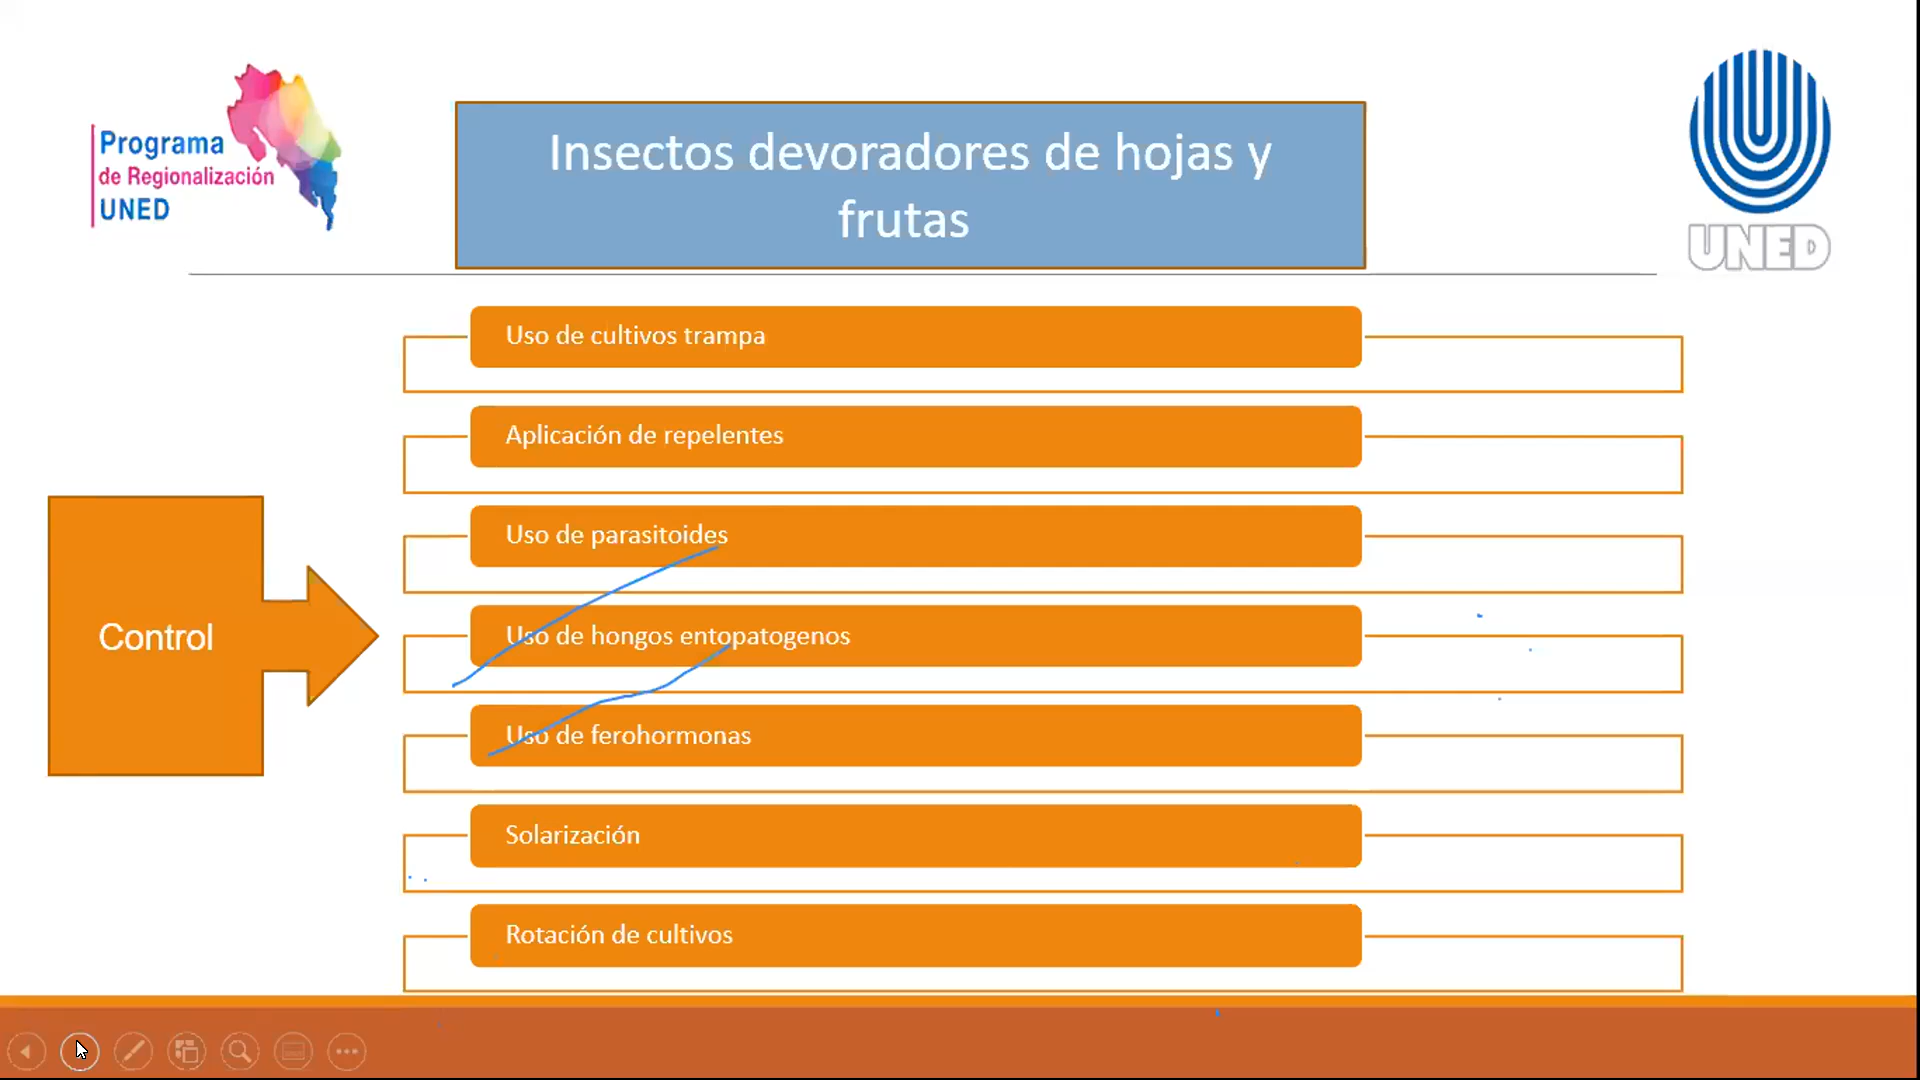 Programa
de Regionalización
UNED
Insectos devoradores de hojas y
frutas
UNED
Uso de cultivos trampa
Aplicación de repelentes
Uso de parasitoides
Control
Uso de hongos entopatogenos
Uso de ferohormonas
Solarización
Rotación de cultivos